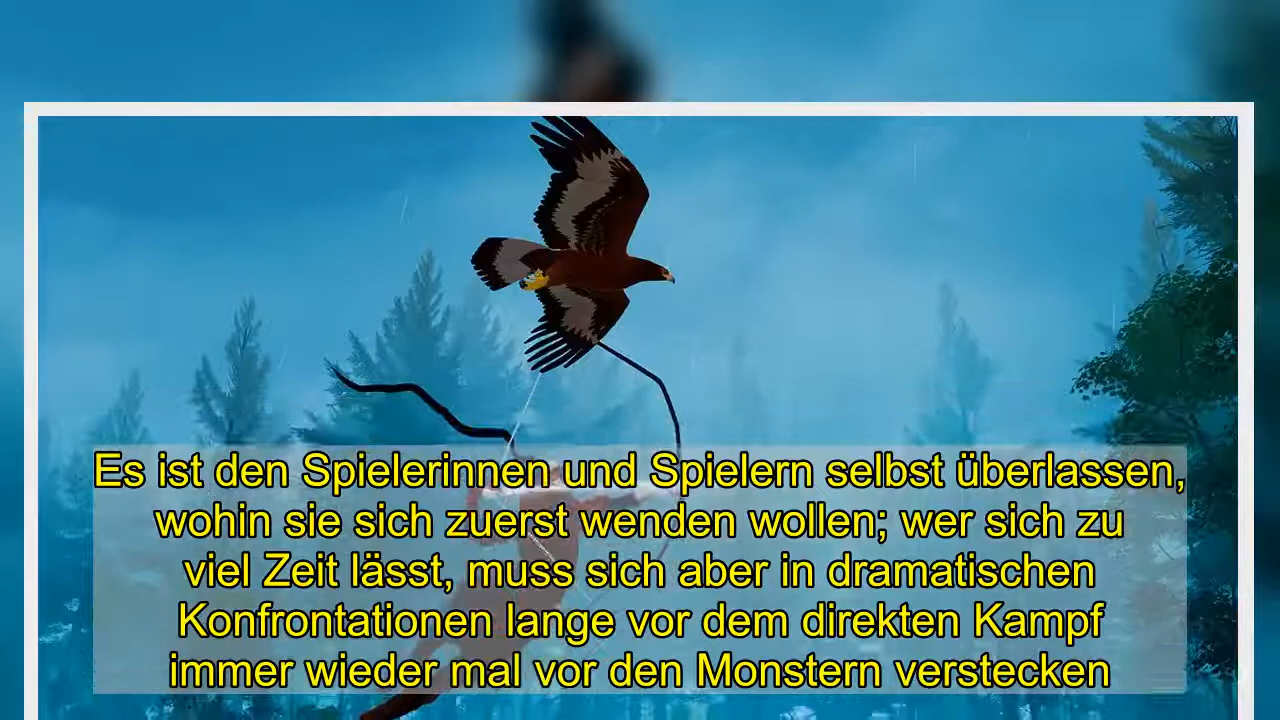 Es ist den Spielerinnen und Spielern selbst überlassen,
wohin sie sich zuerst wenden wollen; wer sich zu
viel Zeit lässt, muss sich aber in dramatischen
Konfrontationen lange vor dem direkten Kampf
immer wieder mal vor den Monstern verstecken